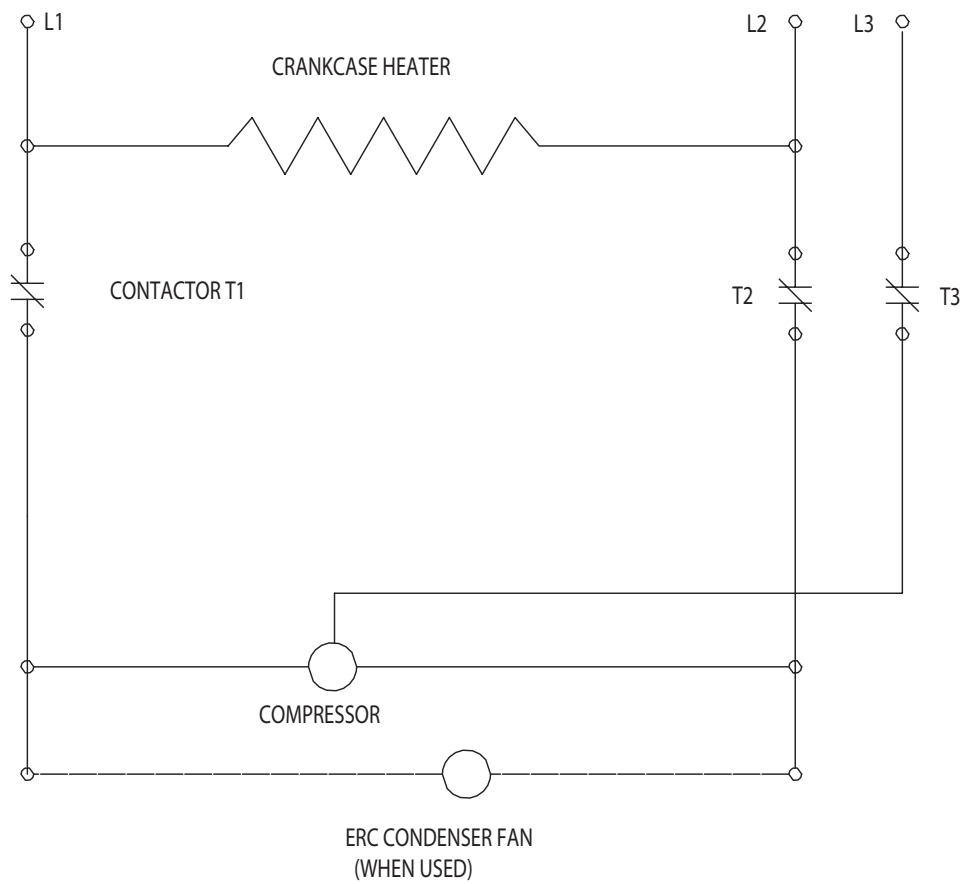 L1
L2
L3
CRANKCASE HEATER
CONTACTOR T1
T2
T3
COMPRESSOR
ERC CONDENSER FAN
(WHEN USED)